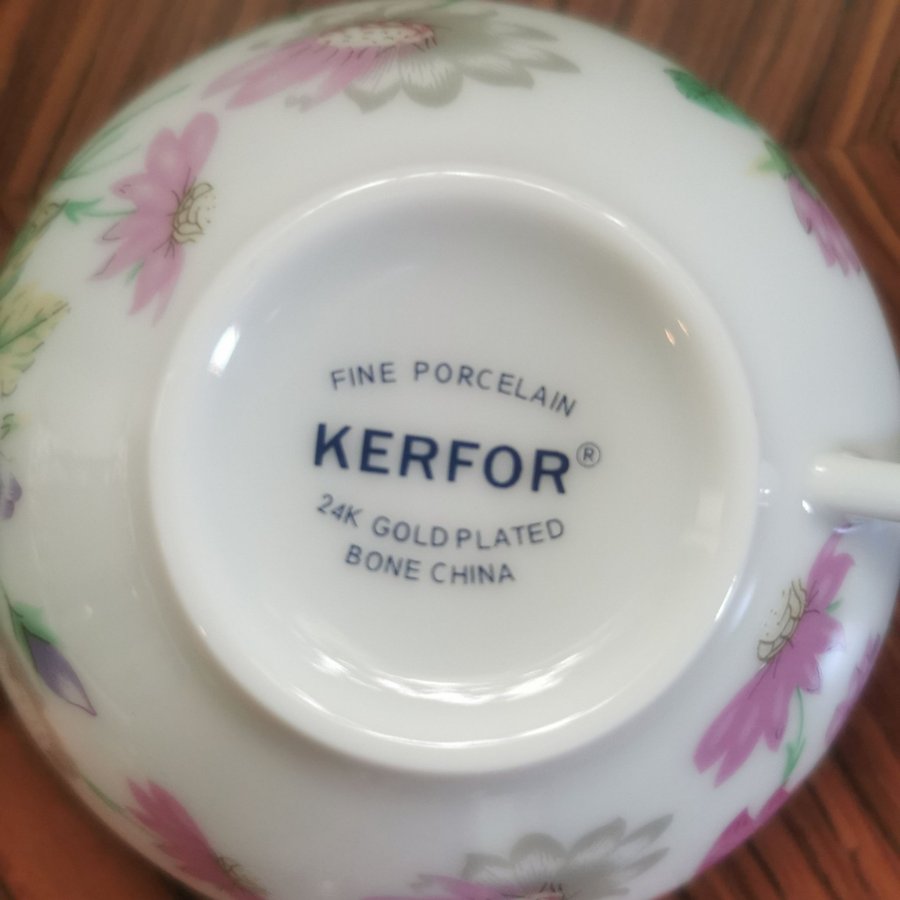 FINE PORCELAIN
KERFOR®
24K GOLD PLATED
BONE CHINA